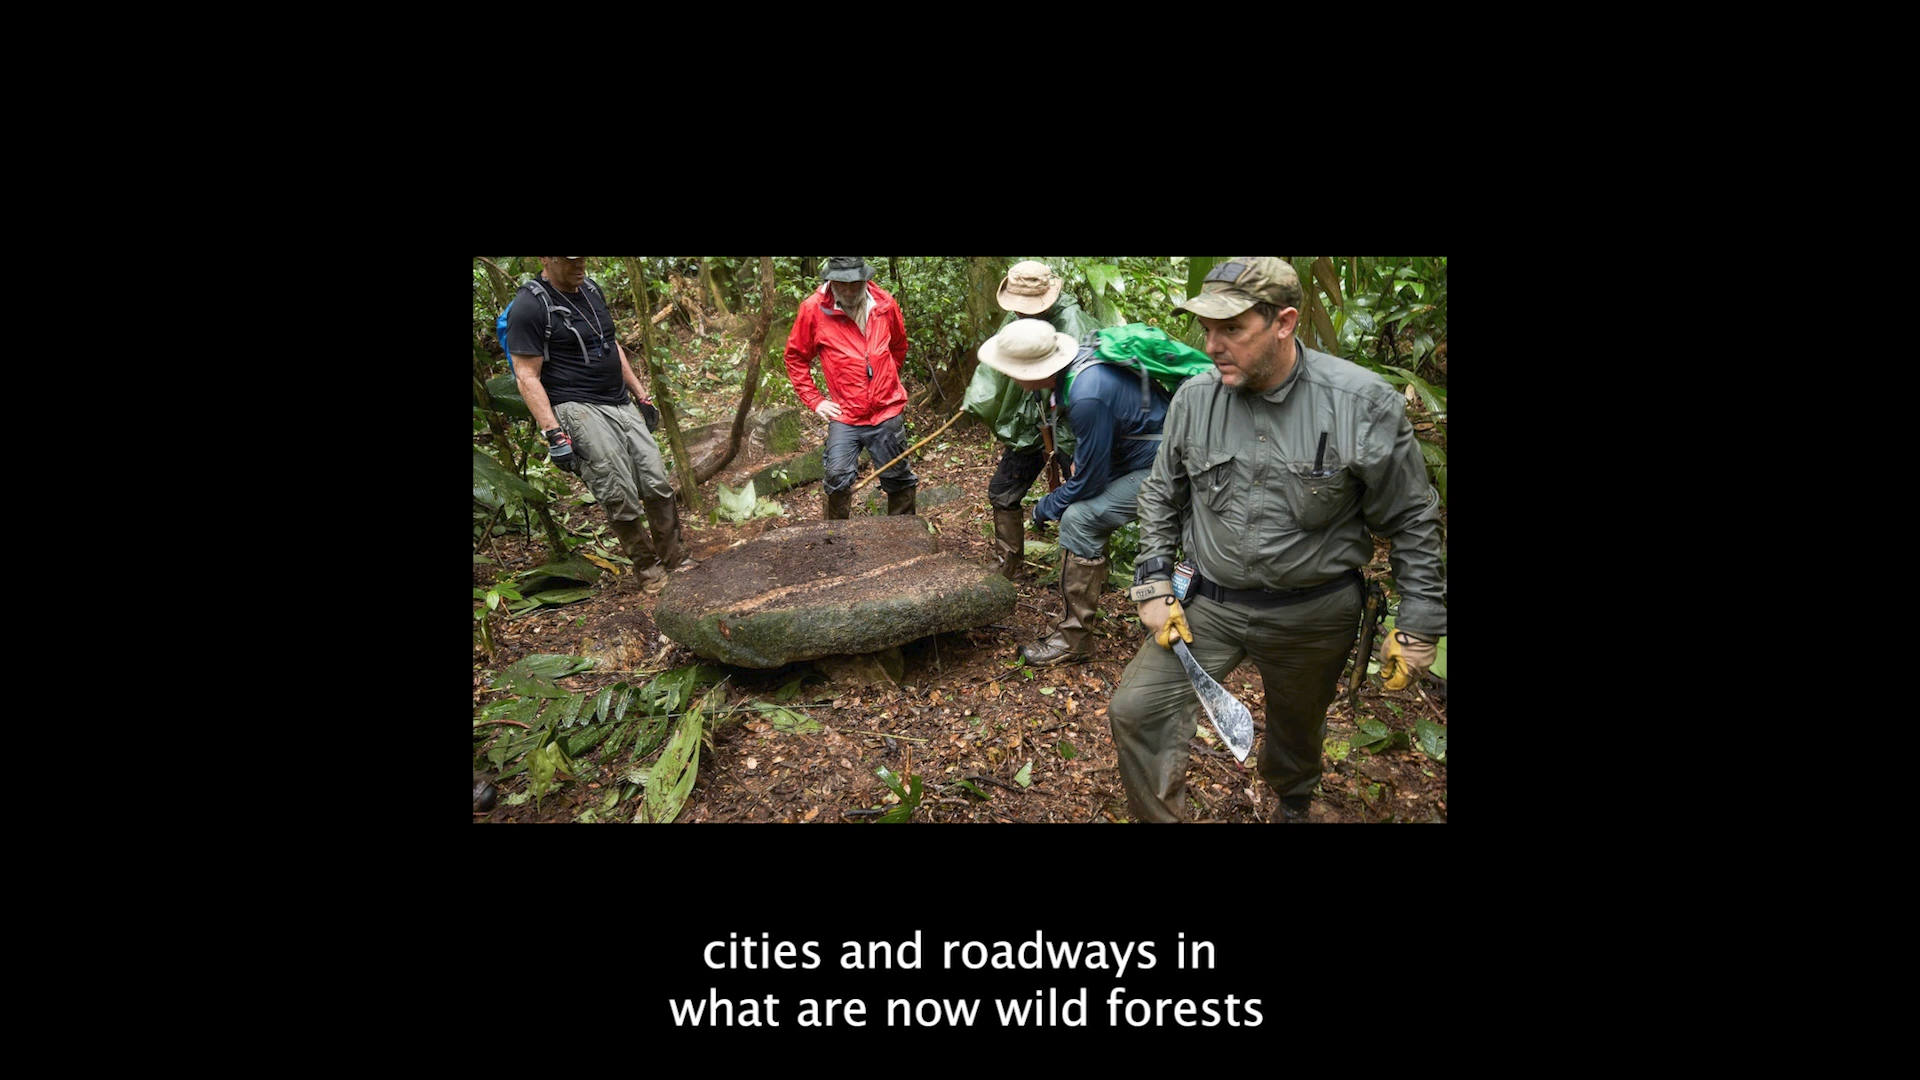 cities and roadways in
what are now wild forests